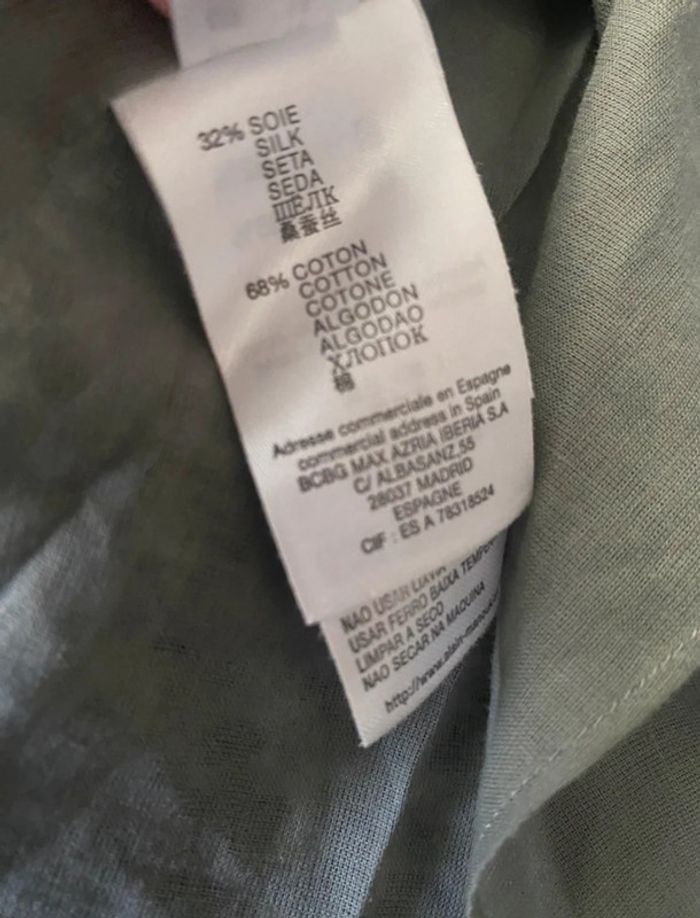 32% SOIE
SILK
SETA
SEDA
ШЕЛК
桑蚕丝
68% COTON
COTTON
COTONE
ALGODON
ALGODAO
ХЛОПОК
棉
Adresse commerciale en Espagne
commercial address in Spain
BCBG MAX AZRIA IBERIA S.A
C/ ALBASANZ,55
28037 MADRID
ESPAGNE
CIF : ES A 78318524
NAO USAR
USAR FERRO BAIXA
LIMPAR A SECO
NAO SECAR NA MAQUINA